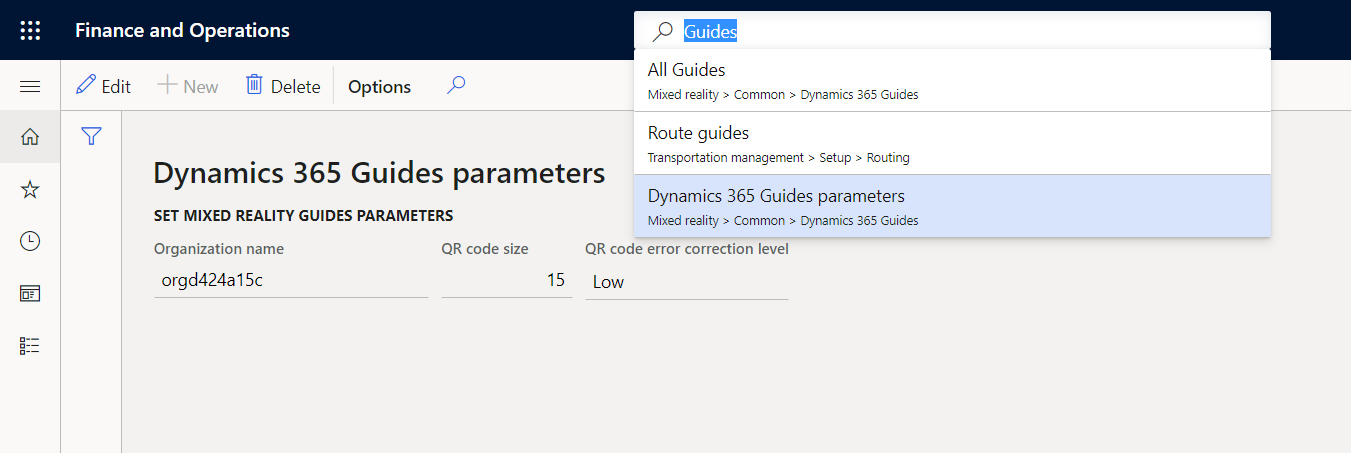 Finance and Operations
Guides
All Guides
Mixed reality > Common > Dynamics 365 Guides
Route guides
Transportation management > Setup > Routing
Dynamics 365 Guides parameters
Mixed reality > Common > Dynamics 365 Guides
Edit New Delete Options
Dynamics 365 Guides parameters
SET MIXED REALITY GUIDES PARAMETERS
Organization name QR code size QR code error correction level
orgd424a15c 15 Low